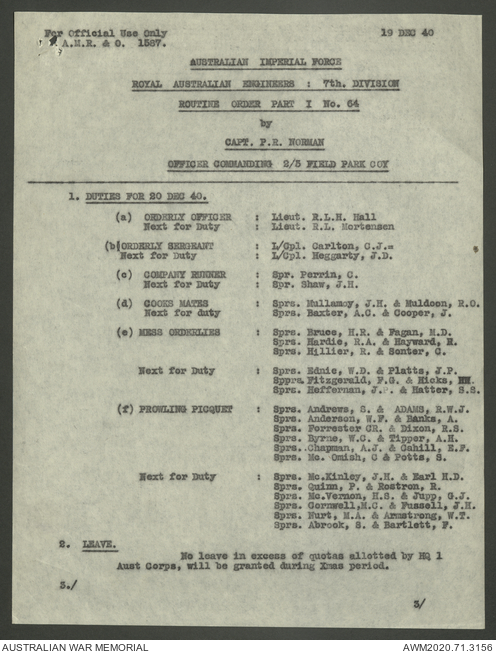 For Official Use Only 19 DEC 40
A.M.R. & O. 1587.
AUSTRALIAN IMPERIAL FORCE
ROYAL AUSTRALIAN ENGINEERS : 7th. DIVISION
ROUTINE ORDER PART I No. 64
by
CAPT. P.R. NORMAN
OFFICER COMMANDING 2/5 FIELD PARK COY
1. DUTIES FOR 20 DEC 40.
(a) ORDERLY OFFICER : Lieut. R.L.H. Hall
Next for Duty : Lieut. R.L. Mortensen
(b) ORDERLY SERGEANT : L/Cpl. Carlton, C.J.
Next for Duty : L/Cpl. Heggarty, J.D.
(c) COMPANY RUNNER : Spr. Perrin, C.
Next for Duty : Spr. Shaw, J.H.
(d) COOKS MATES : Sprs. Mullamoy, J.H. & Muldoen, R.O.
Next for duty : Sprs. Baxter, A.C. & Cooper, J.
(e) MESS ORDERLIES : Sprs. Bruce, H.R. & Fagan, M.D.
Sprs. Hardie, R.A. & Hayward, R.
Sprs. Hillier, R. & Senter, C.
Next for Duty : Sprs. Ednie, W.D. & Platts, J.P.
Spprs. Fitzgerald, F.G. & Hicks, HH.
Sprs. Heffernan, J.P. & Hatter, S.S.
(f) PROWLING PICQUET : Sprs. Andrews, S. & ADAMS, R.W.J.
Sprs. Anderson, W.F. & Banks, A.
Sprs. Forrester CR. & Dixon, R.S.
Sprs. Byrne, W.C. & Tipper, A.H.
Sprs. Chapman, A.J. & Cahill, E.F.
Sprs. Mc. Omish, C & Potts, S.
Next for Duty : Sprs. Mc.Kinley, J.H. & Earl H.D.
Sprs. Quinn, P. & Rostron, R.
Sprs. Mc.Vernon, H.S. & Jupp, G.J.
Sprs. Cornwell,M.C. & Fussell, J.H.
Sprs. Hurt, M.A. & Armstrong, W.T.
Sprs. Abrook, S. & Bartlett, F.
2. LEAVE.
No leave in excess of quotas allotted by HQ 1
Aust Corps, will be granted during Xmas period.
3./
3/
AUSTRALIAN WAR MEMORIAL AWM2020.71.3156